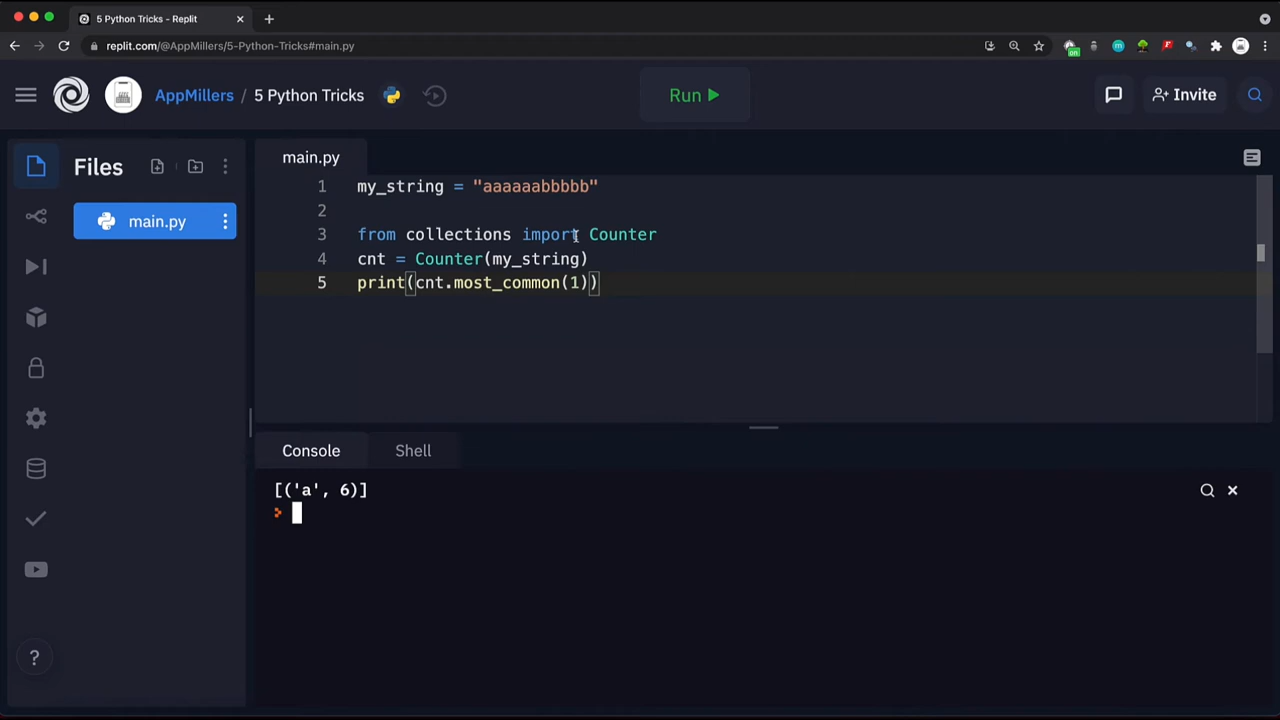 5 Python Tricks - Replit
replit.com/@AppMillers/5-Python-Tricks#main.py
on
AppMillers / 5 Python Tricks
Run
Invite
Files
main.py
main.py
1 my_string = "aaaaaabbbbb"
2
3 from collections import Counter
4 cnt = Counter(my_string)
5 print(cnt.most_common(1))
Console
Shell
[('a', 6)]
>
?